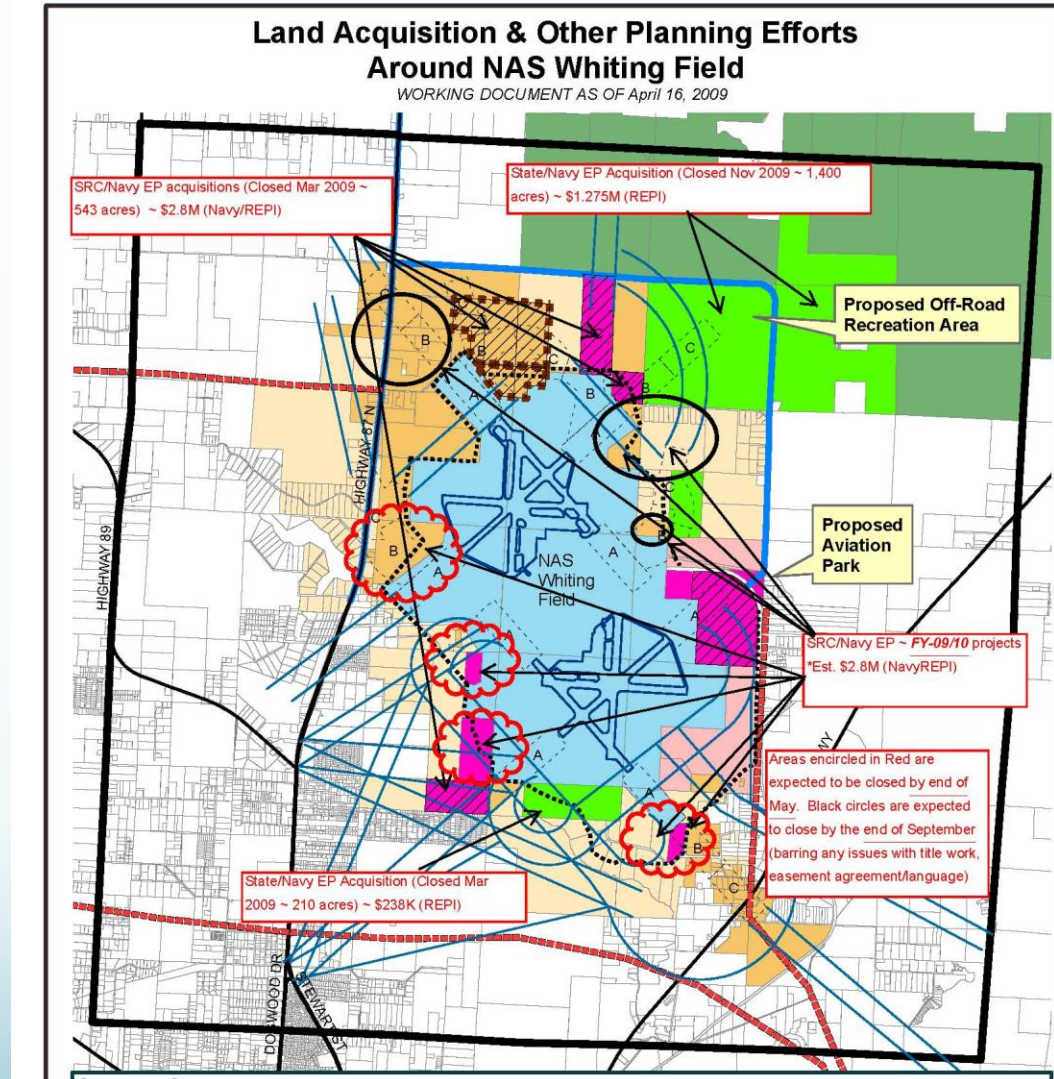 Land Acquisition & Other Planning Efforts
Around NAS Whiting Field
WORKING DOCUMENT AS OF April 16, 2009
SRC/Navy EP acquisitions (Closed Mar 2009 ~
543 acres) ~ $2.8M (Navy/REPI)
State/Navy EP Acquisition (Closed Nov 2009 ~ 1,400
acres) ~ $1.275M (REPI)
Proposed Off-Road
Recreation Area
C
B
B
C
C
A
B
B
HIGHWAY 87 N
C
HIGHWAY 89
C
B
A
NAS
Whiting
Field
A
Proposed
Aviation
Park
A
SRC/Navy EP ~ FY-09/10 projects
*Est. $2.8M (NavyREPI)
A
A
B
C
Areas encircled in Red are
expected to be closed by end of
May. Black circles are expected
to close by the end of September
(barring any issues with title work,
easement agreement/language)
State/Navy EP Acquisition (Closed Mar
2009 ~ 210 acres) ~ $238K (REPI)
DOGWOOD DR
STEWART ST